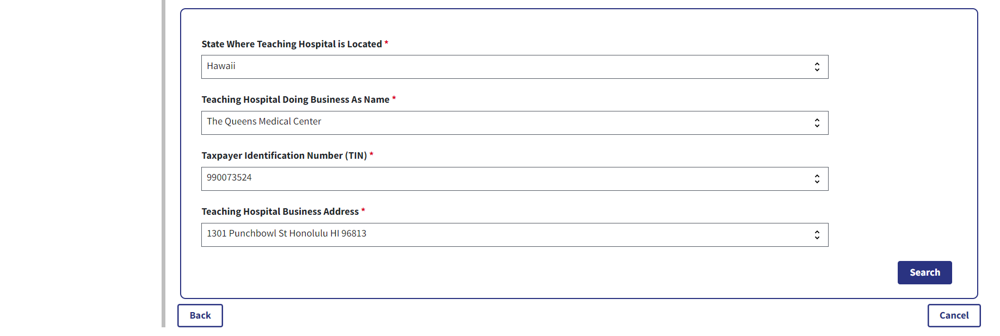 State Where Teaching Hospital is Located *
Hawaii
Teaching Hospital Doing Business As Name *
The Queens Medical Center
Taxpayer Identification Number (TIN) *
990073524
Teaching Hospital Business Address *
1301 Punchbowl St Honolulu HI 96813
Search
Back
Cancel